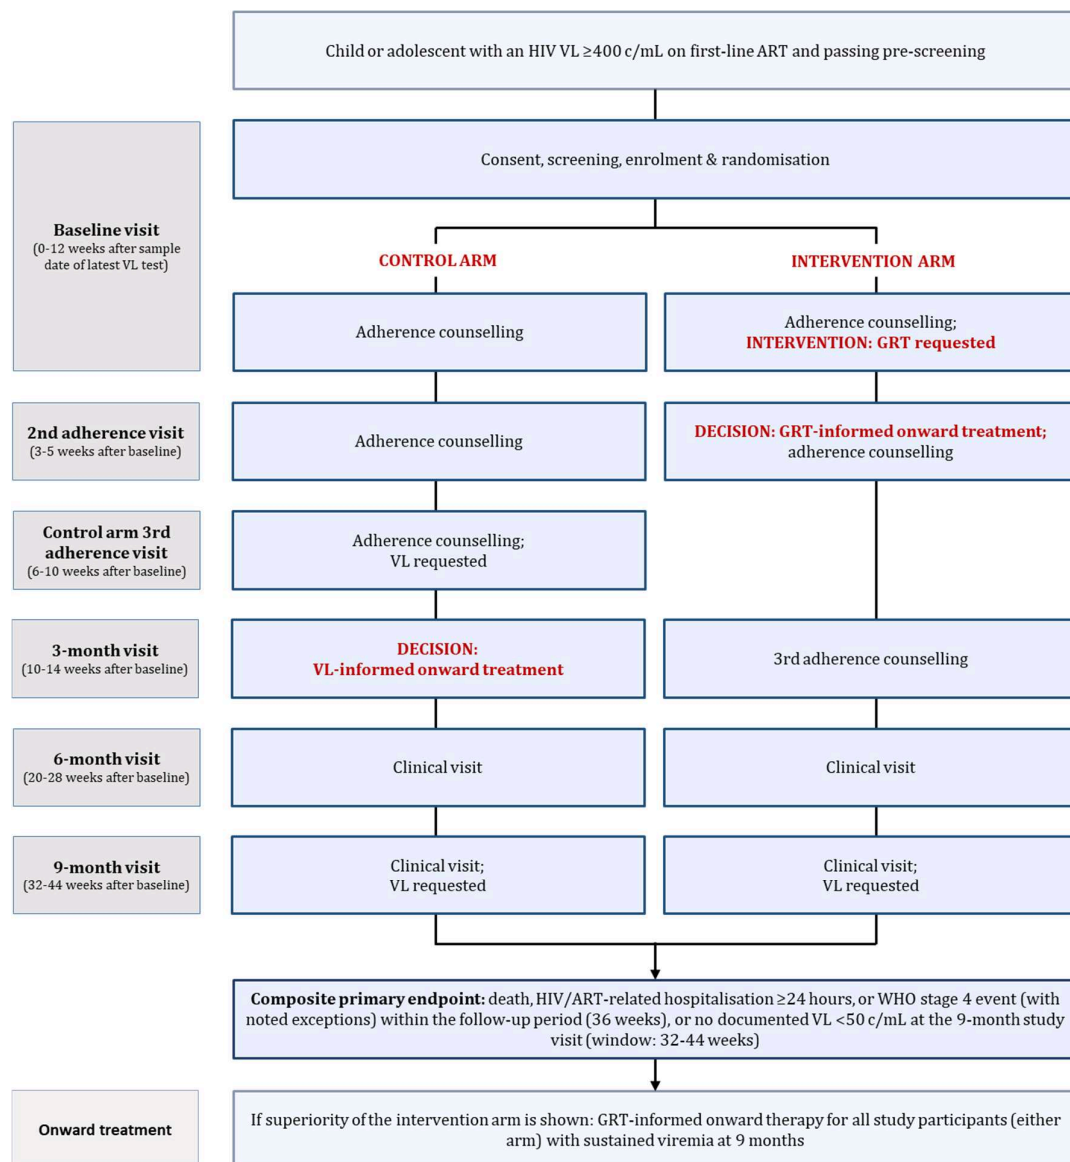 Child or adolescent with an HIV VL ≥400 c/mL on first-line ART and passing pre-screening
Consent, screening, enrolment & randomisation
Baseline visit
(0-12 weeks after sample
date of latest VL test)
CONTROL ARM
INTERVENTION ARM
Adherence counselling
Adherence counselling;
INTERVENTION: GRT requested
2nd adherence visit
(3-5 weeks after baseline)
Adherence counselling
DECISION: GRT-informed onward treatment;
adherence counselling
Control arm 3rd
adherence visit
(6-10 weeks after baseline)
Adherence counselling;
VL requested
3-month visit
(10-14 weeks after baseline)
DECISION:
VL-informed onward treatment
3rd adherence counselling
6-month visit
(20-28 weeks after baseline)
Clinical visit
Clinical visit
9-month visit
(32-44 weeks after baseline)
Clinical visit;
VL requested
Clinical visit;
VL requested
Composite primary endpoint: death, HIV/ART-related hospitalisation ≥24 hours, or WHO stage 4 event (with
noted exceptions) within the follow-up period (36 weeks), or no documented VL <50 c/mL at the 9-month study
visit (window: 32-44 weeks)
Onward treatment
If superiority of the intervention arm is shown: GRT-informed onward therapy for all study participants (either
arm) with sustained viremia at 9 months